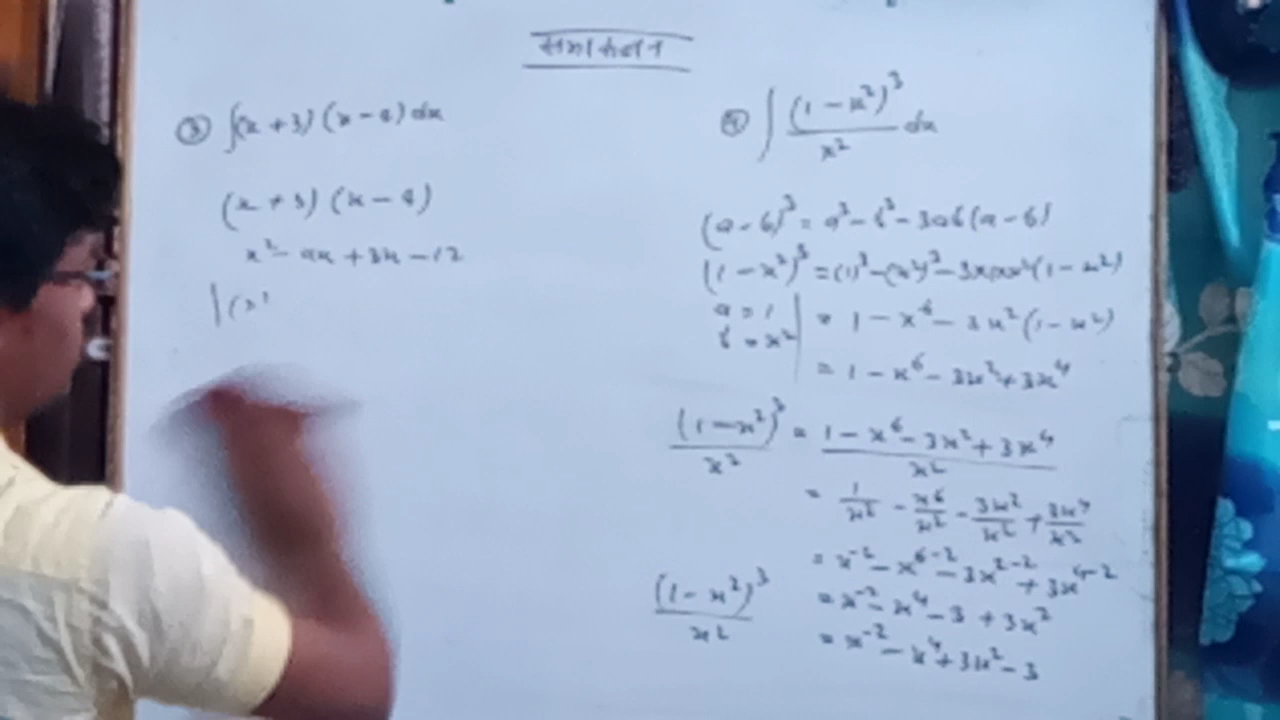 समाकलन
③ ∫(x+3)(x-4)dx
(x+3)(x-4)
x²-4x+3x-12
∫(x²
④ ∫ (1-x²)³/x² dx
(a-b)³ = a³-b³-3ab(a-b)
(1-x²)³ = (1)³-(x²)³-3×1×x²(1-x²)
a = 1
b = x²
= 1-x⁶-3x²(1-x²)
= 1-x⁶-3x²+3x⁴
(1-x²)³/x² = (1-x⁶-3x²+3x⁴)/x²
= 1/x² - x⁶/x² - 3x²/x² + 3x⁴/x²
= x⁻²-x⁶⁻²-3x²⁻²+3x⁴⁻²
= x⁻²-x⁴-3+3x²
(1-x²)³/x² = x⁻²-x⁴+3x²-3